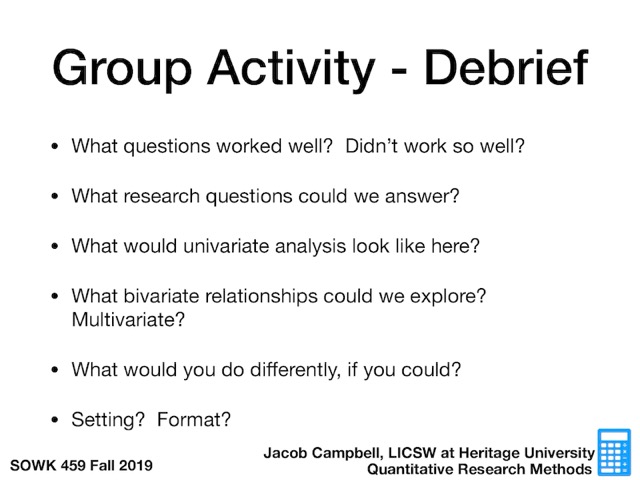 Group Activity - Debrief
• What questions worked well?  Didn't work so well?
• What research questions could we answer?
• What would univariate analysis look like here?
• What bivariate relationships could we explore?
Multivariate?
• What would you do differently, if you could?
• Setting?  Format?
SOWK 459 Fall 2019
Jacob Campbell, LICSW at Heritage University
Quantitative Research Methods